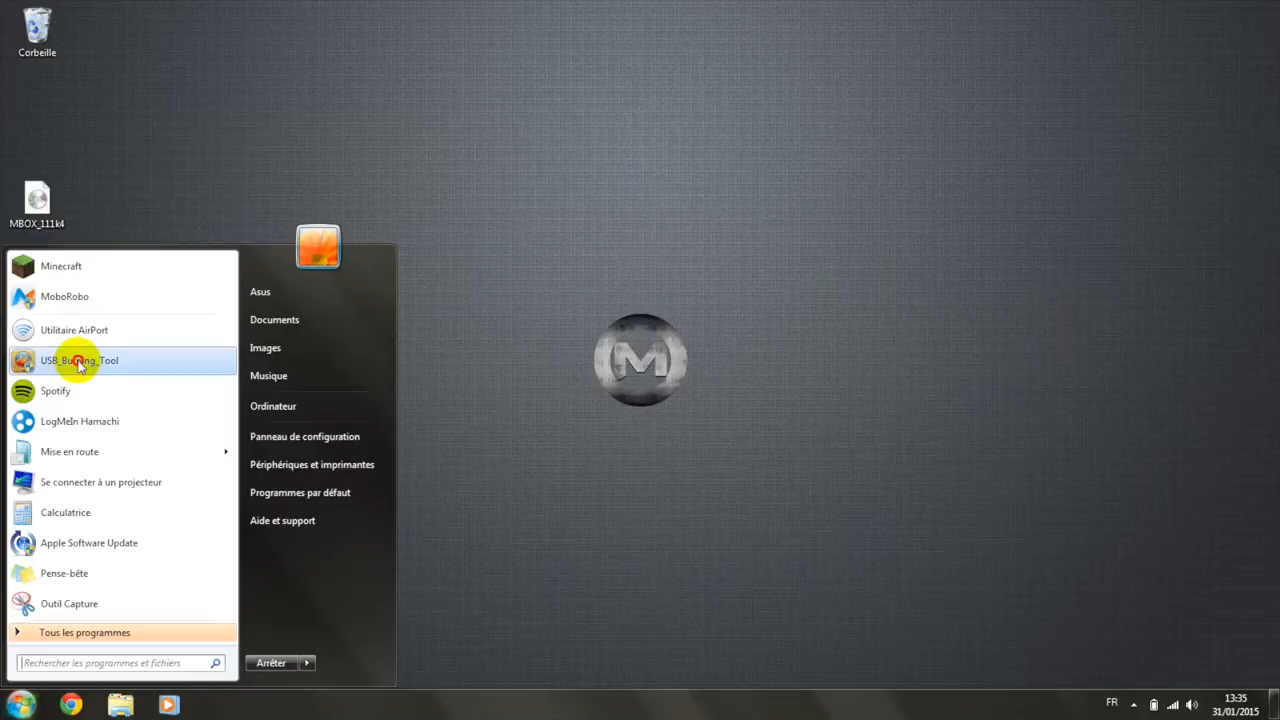 Corbeille
MBOX_111k4
Minecraft
MoboRobo
Utilitaire AirPort
USB_Burning_Tool
Spotify
LogMeIn Hamachi
Mise en route
Se connecter à un projecteur
Calculatrice
Apple Software Update
Pense-bête
Outil Capture
Tous les programmes
Rechercher les programmes et fichiers
Asus
Documents
Images
Musique
Ordinateur
Panneau de configuration
Périphériques et imprimantes
Programmes par défaut
Aide et support
Arrêter
M
FR
13:35
31/01/2015